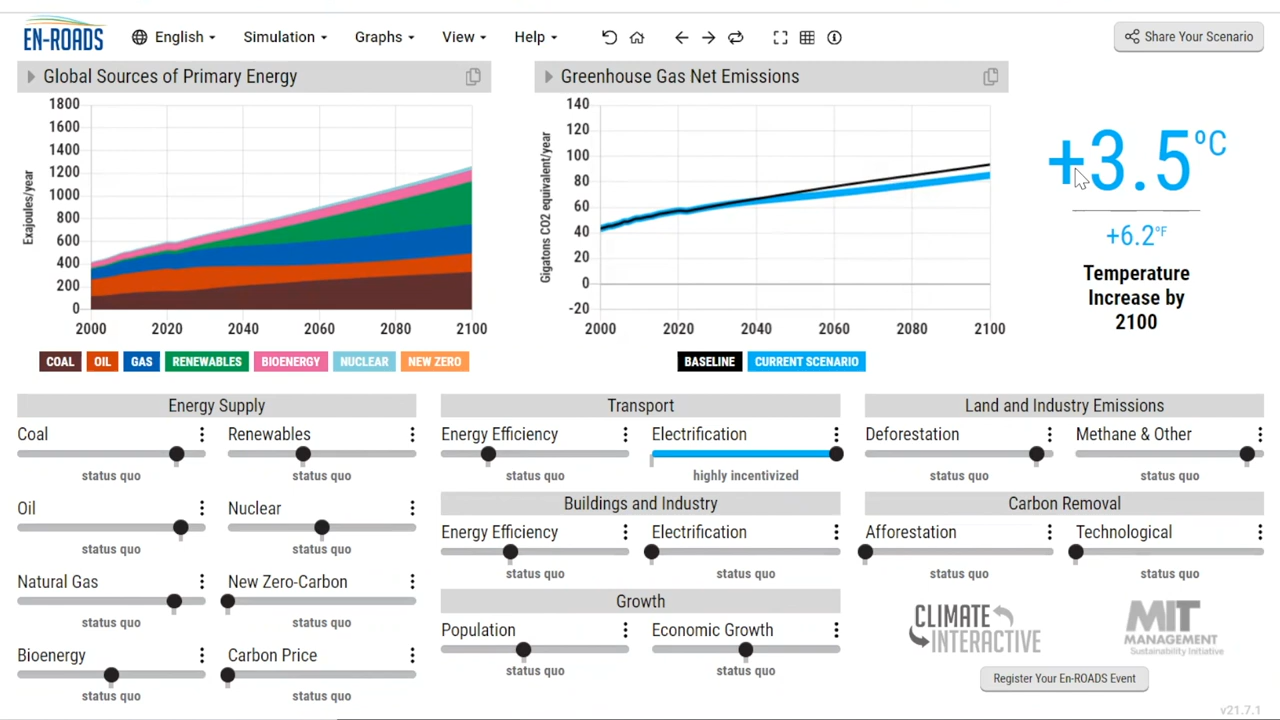 EN-ROADS
English
Simulation
Graphs
View
Help
Share Your Scenario
Global Sources of Primary Energy
Exajoules/year
1800
1600
1400
1200
1000
800
600
400
200
0
2000 2020 2040 2060 2080 2100
COAL OIL GAS RENEWABLES BIOENERGY NUCLEAR NEW ZERO
Greenhouse Gas Net Emissions
Gigatons CO2 equivalent/year
140
120
100
80
60
40
20
0
-20
2000 2020 2040 2060 2080 2100
BASELINE CURRENT SCENARIO
+3.5°C
+6.2°F
Temperature
Increase by
2100
Energy Supply
Coal
status quo
Renewables
status quo
Oil
status quo
Nuclear
status quo
Natural Gas
status quo
New Zero-Carbon
status quo
Bioenergy
status quo
Carbon Price
status quo
Transport
Energy Efficiency
status quo
Electrification
highly incentivized
Buildings and Industry
Energy Efficiency
status quo
Electrification
status quo
Growth
Population
status quo
Economic Growth
status quo
Land and Industry Emissions
Deforestation
status quo
Methane & Other
status quo
Carbon Removal
Afforestation
status quo
Technological
status quo
CLIMATE
INTERACTIVE
MIT
MANAGEMENT
Sustainability Initiative
Register Your En-ROADS Event
v21.7.1